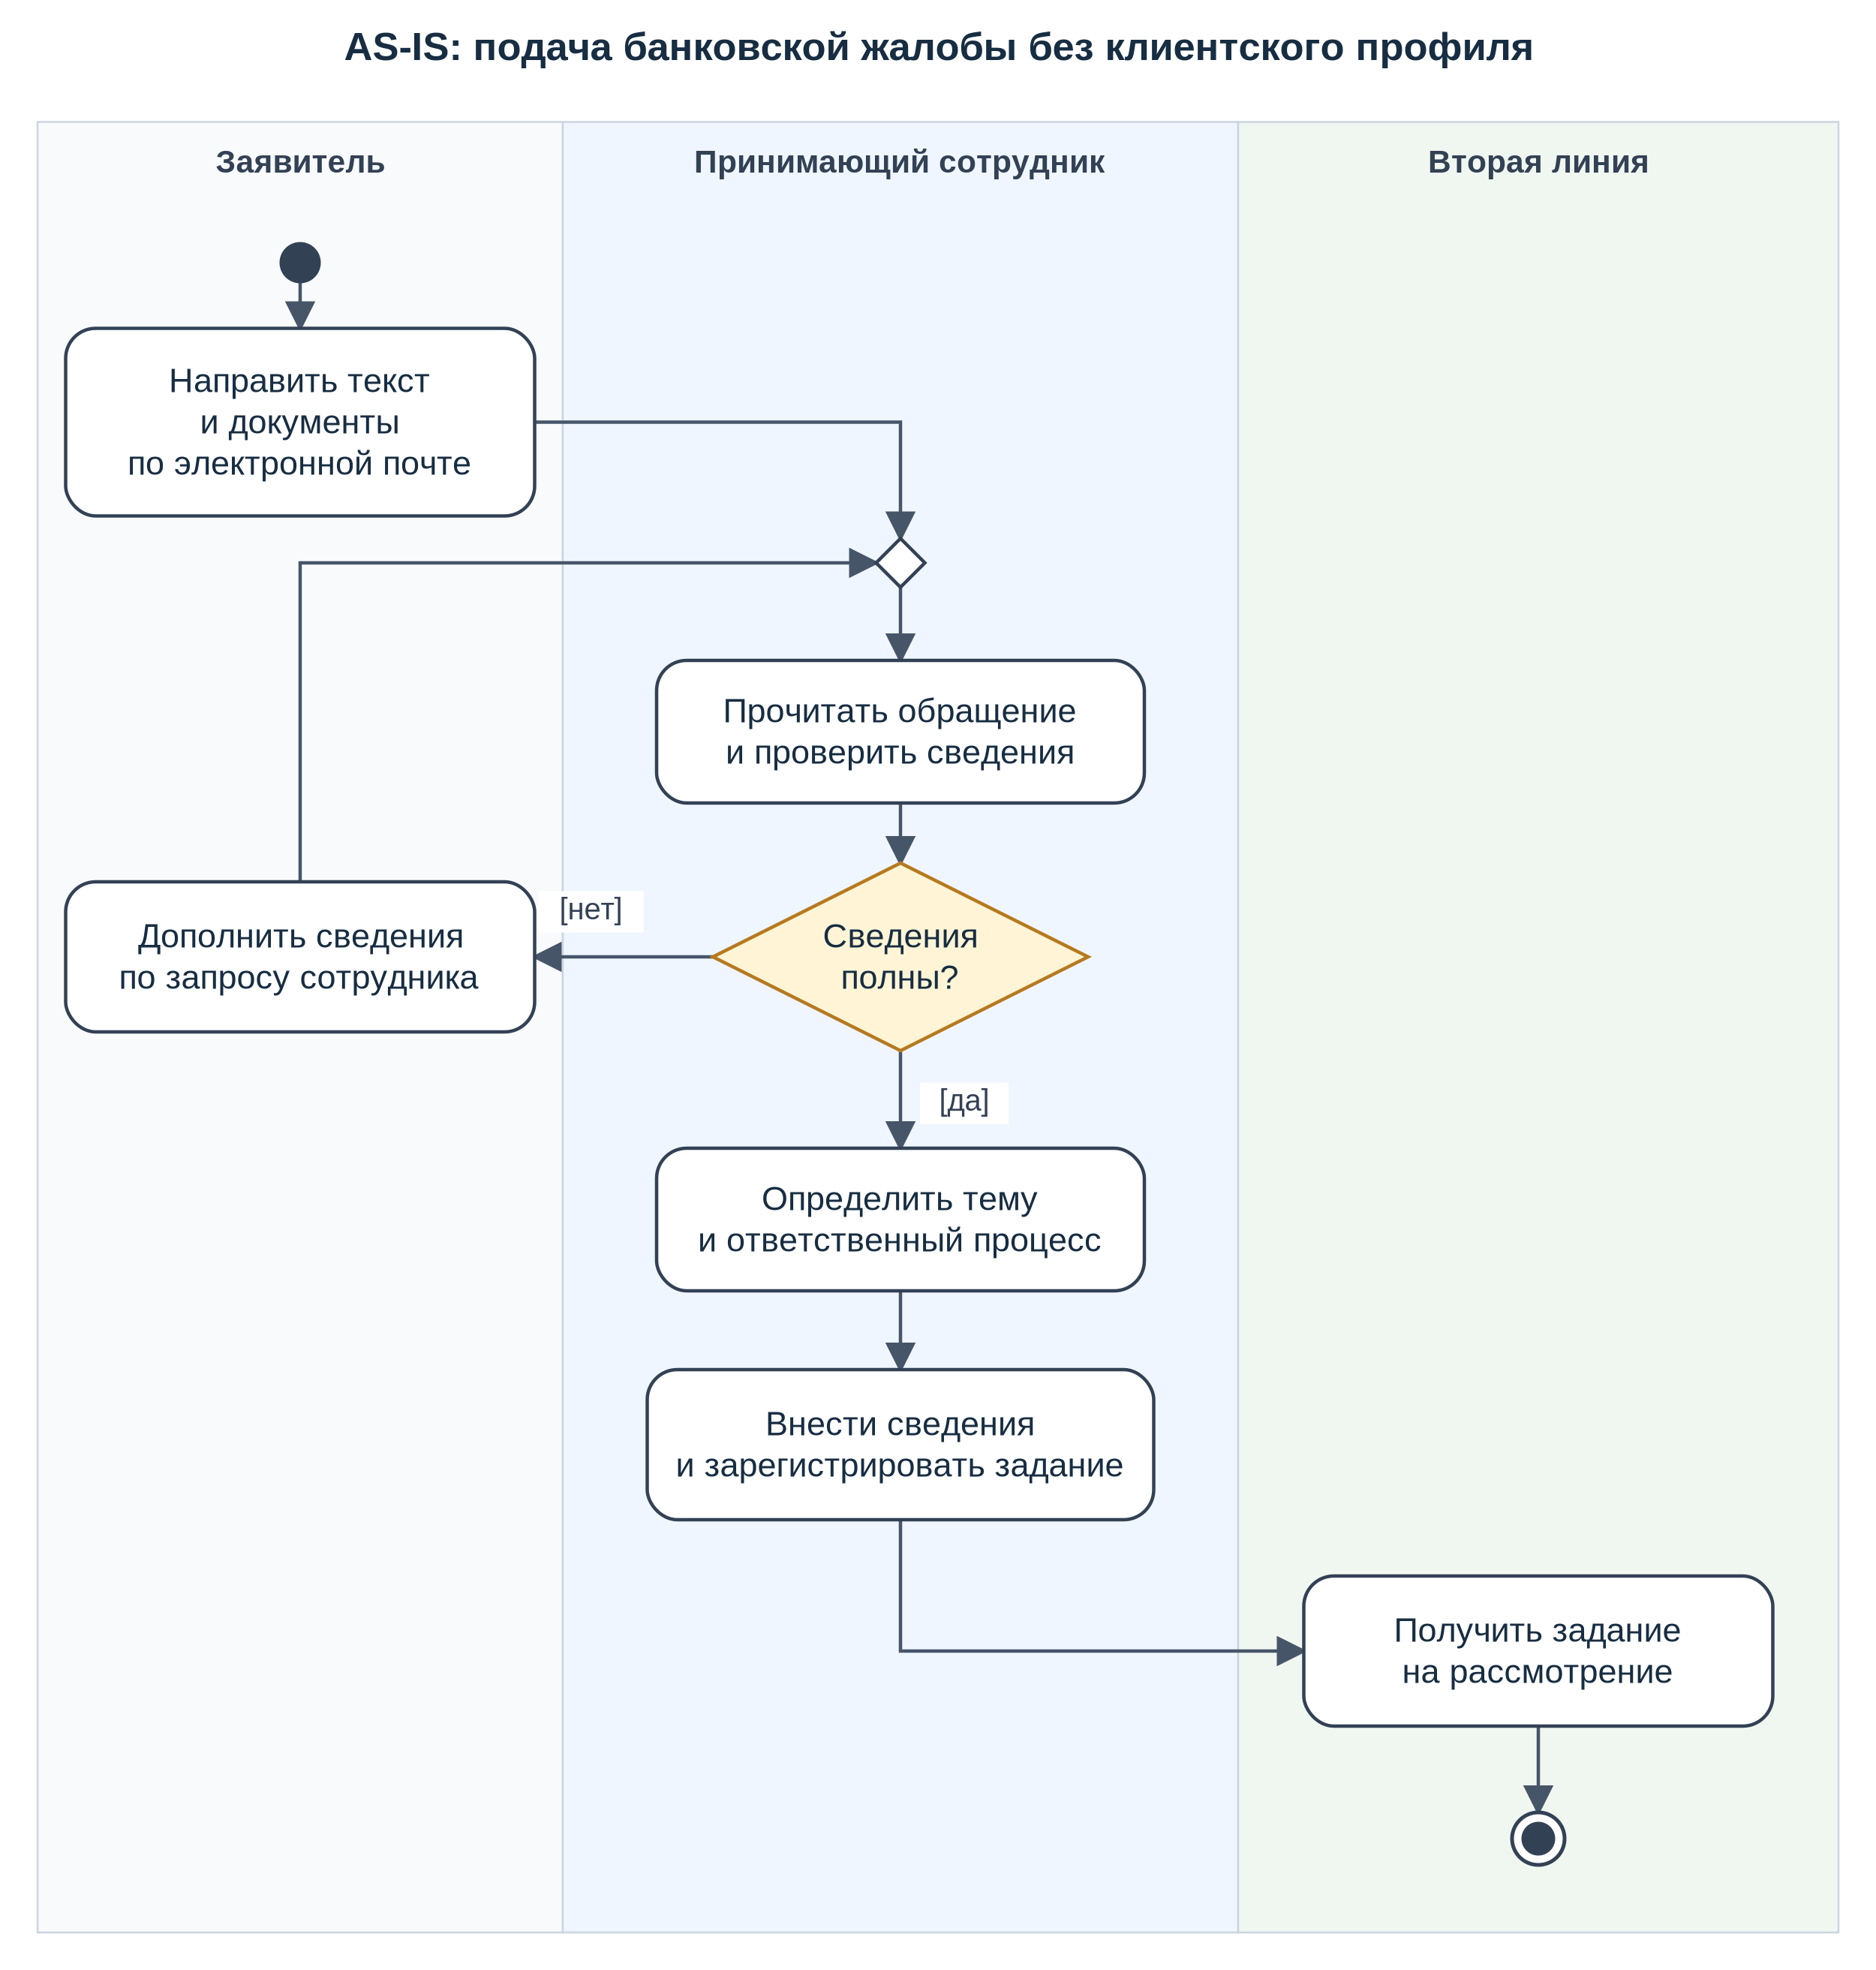 AS-IS: подача банковской жалобы без клиентского профиля
Заявитель
Принимающий сотрудник
Вторая линия
Направить текст
и документы
по электронной почте
Прочитать обращение
и проверить сведения
Дополнить сведения
по запросу сотрудника
[нет]
Сведения
полны?
[да]
Определить тему
и ответственный процесс
Внести сведения
и зарегистрировать задание
Получить задание
на рассмотрение